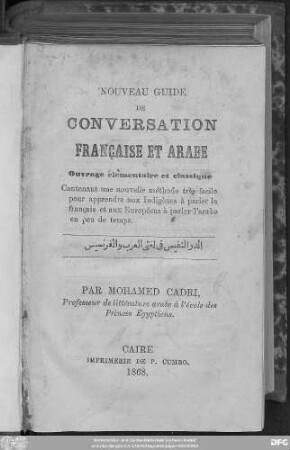 NOUVEAU GUIDE
DE
CONVERSATION
FRANÇAISE ET ARABE
Ouvrage élémentaire et classique
Contenant une nouvelle méthode très facile
pour apprendre aux Indigènes à parler le
français et aux Européens à parler l'arabe
en peu de temps.
الدر النفيس فى لغتى العرب والفرنسيس
PAR MOHAMED CADRI,
Professeur de littérature arabe à l'école des
Princes Egyptiens.
CAIRE
IMPRIMERIE DE P. CUMBO.
1868.